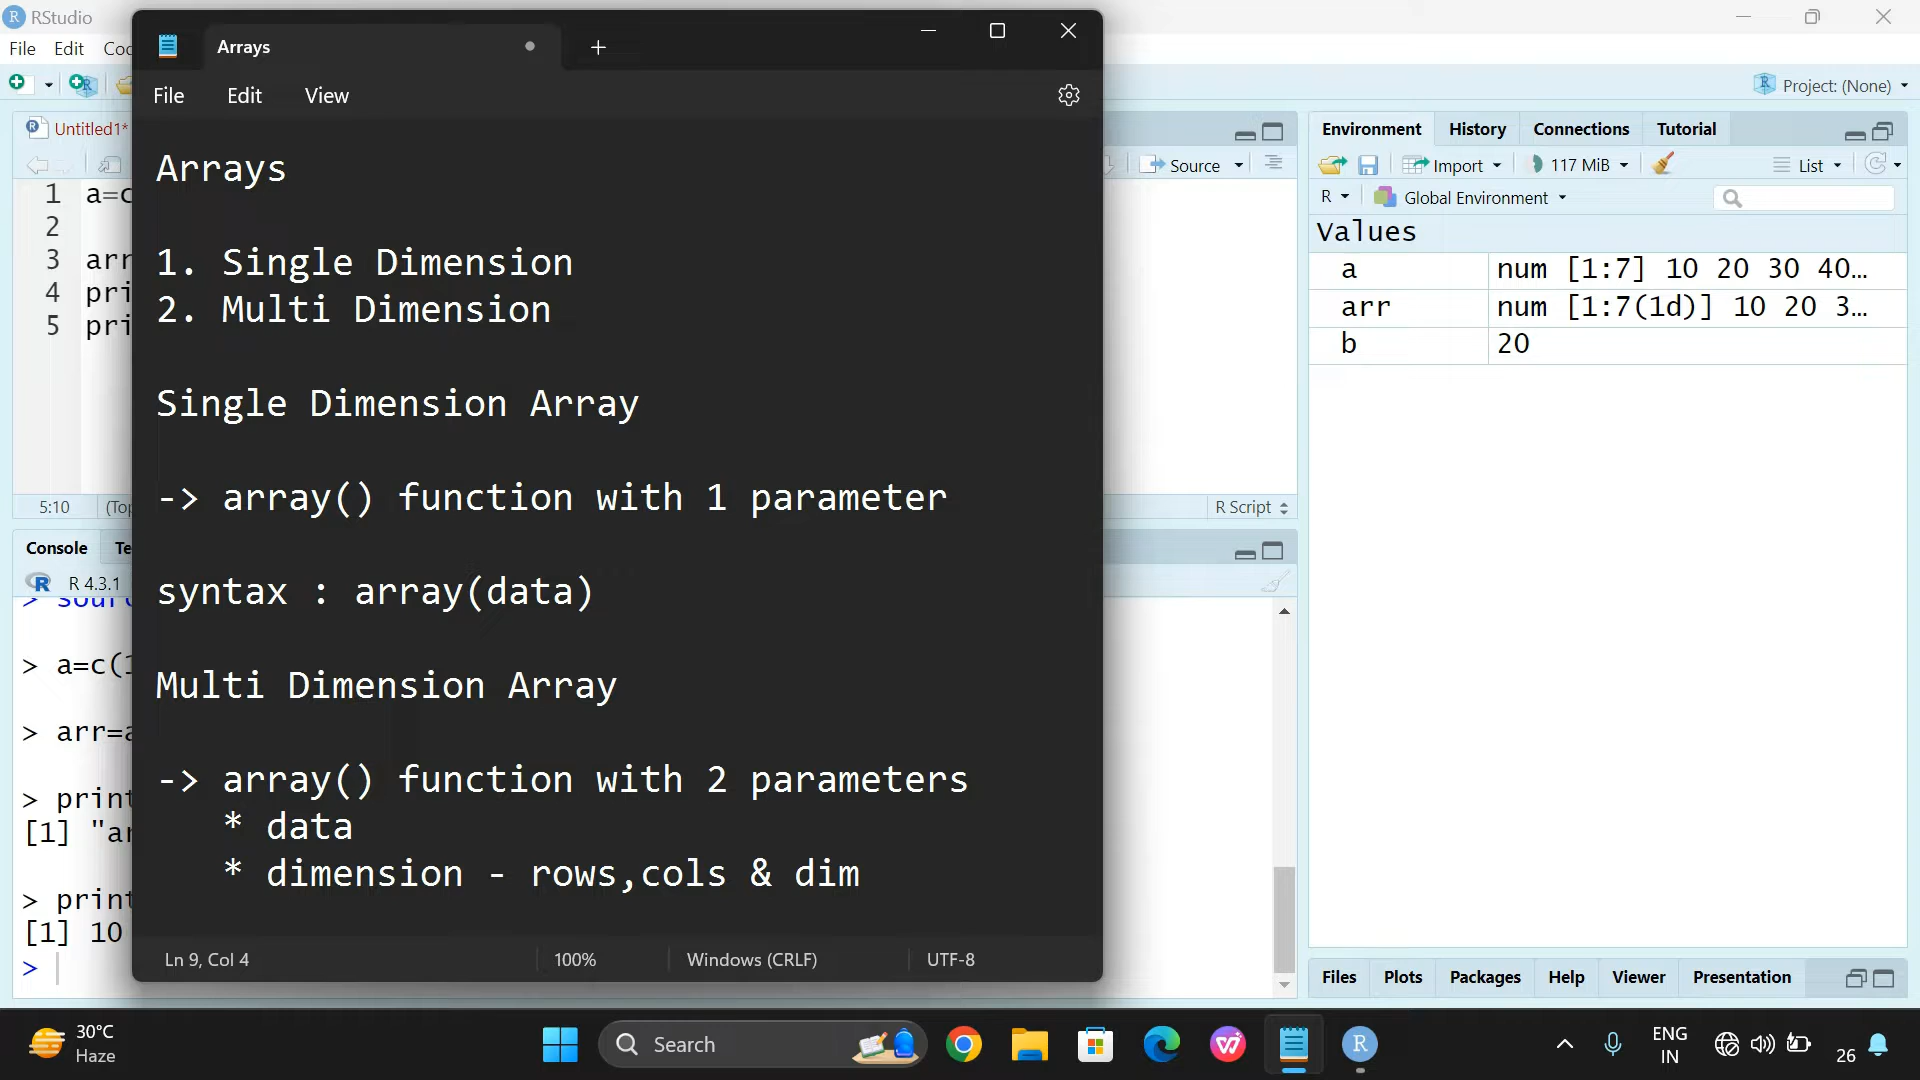 RStudio
File Edit
Arrays
File Edit View
Project: (None)
Untitled1*
Source
Environment History Connections Tutorial
Import 117 MiB List
R Global Environment
Values
a num [1:7] 10 20 30 40...
arr num [1:7(1d)] 10 20 3...
b 20
1 a=c
2
3 arr
4 pri
5 pri
5:10
R Script
Arrays
1. Single Dimension
2. Multi Dimension
Single Dimension Array
-> array() function with 1 parameter
syntax : array(data)
Multi Dimension Array
-> array() function with 2 parameters
* data
* dimension - rows,cols & dim
Ln 9, Col 4 100% Windows (CRLF) UTF-8
Console
R 4.3.1
> a=c(
> arr=
> print
[1] "ar
> print
[1] 10
>
Files Plots Packages Help Viewer Presentation
30°C
Haze
Search
ENG
IN
26